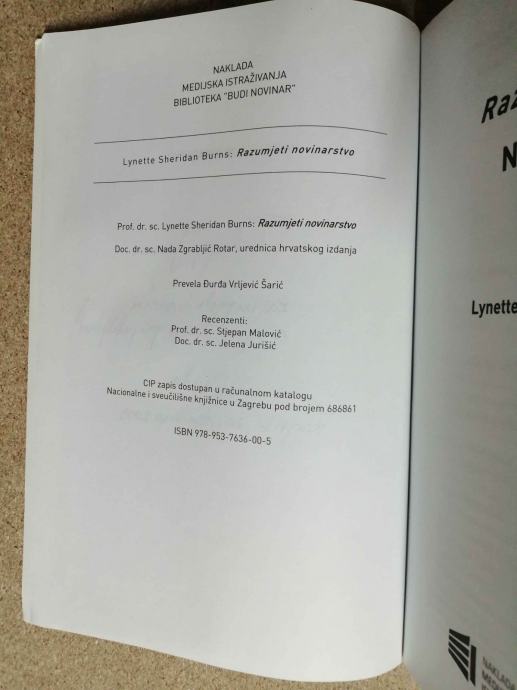 NAKLADA
MEDIJSKA ISTRAŽIVANJA
BIBLIOTEKA "BUDI NOVINAR"
Lynette Sheridan Burns: Razumjeti novinarstvo
Prof. dr. sc. Lynette Sheridan Burns: Razumjeti novinarstvo
Doc. dr. sc. Nada Zgrabljić Rotar, urednica hrvatskog izdanja
Prevela Đurđa Vrljević Šarić
Recenzenti:
Prof. dr. sc. Stjepan Malović
Doc. dr. sc. Jelena Jurišić
CIP zapis dostupan u računalnom katalogu
Nacionalne i sveučilišne knjižnice u Zagrebu pod brojem 686861
ISBN 978-953-7636-00-5
Raz
N
Lynette
NAKLADA
MEDI